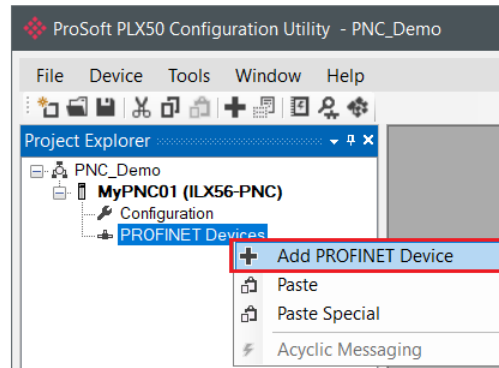 ProSoft PLX50 Configuration Utility - PNC_Demo
File Device Tools Window Help
Project Explorer
PNC_Demo
MyPNC01 (ILX56-PNC)
Configuration
PROFINET Devices
Add PROFINET Device
Paste
Paste Special
Acyclic Messaging